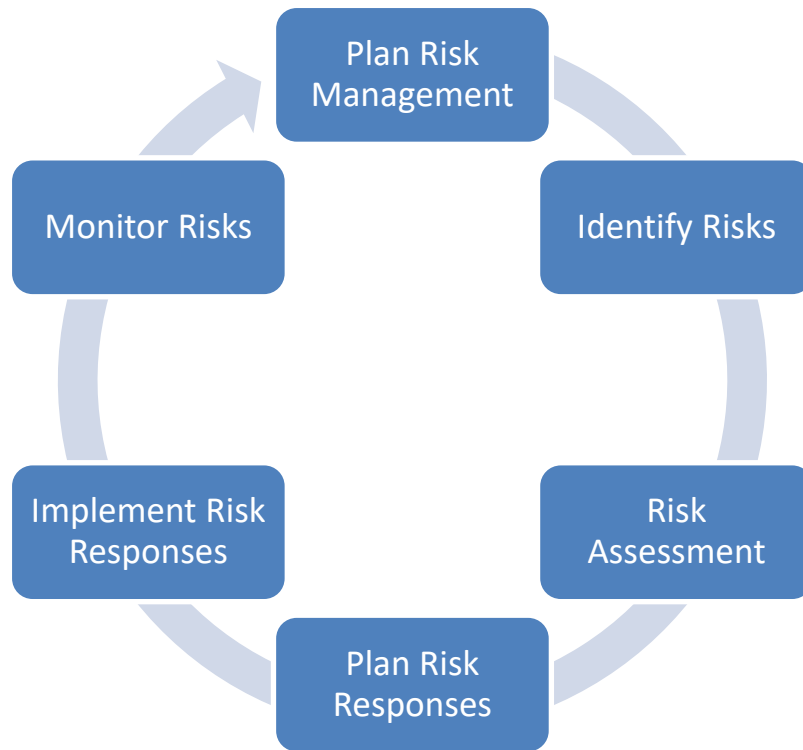 Plan Risk
Management
Identify Risks
Risk
Assessment
Plan Risk
Responses
Implement Risk
Responses
Monitor Risks